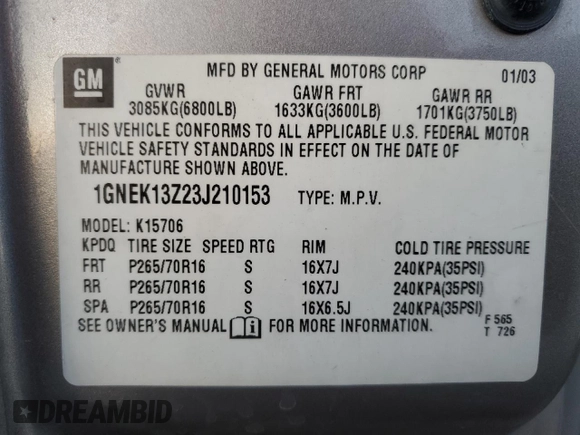 GM
MFD BY GENERAL MOTORS CORP 01/03
GVWR GAWR FRT GAWR RR
3085KG(6800LB) 1633KG(3600LB) 1701KG(3750LB)
THIS VEHICLE CONFORMS TO ALL APPLICABLE U.S. FEDERAL MOTOR
VEHICLE SAFETY STANDARDS IN EFFECT ON THE DATE OF
MANUFACTURE SHOWN ABOVE.
1GNEK13Z23J210153 TYPE: M.P.V.
MODEL: K15706
KPDQ TIRE SIZE SPEED RTG RIM COLD TIRE PRESSURE
FRT P265/70R16 S 16X7J 240KPA(35PSI)
RR P265/70R16 S 16X7J 240KPA(35PSI)
SPA P265/70R16 S 16X6.5J 240KPA(35PSI)
SEE OWNER'S MANUAL i FOR MORE INFORMATION.
F 565
T 726
DREAMBID